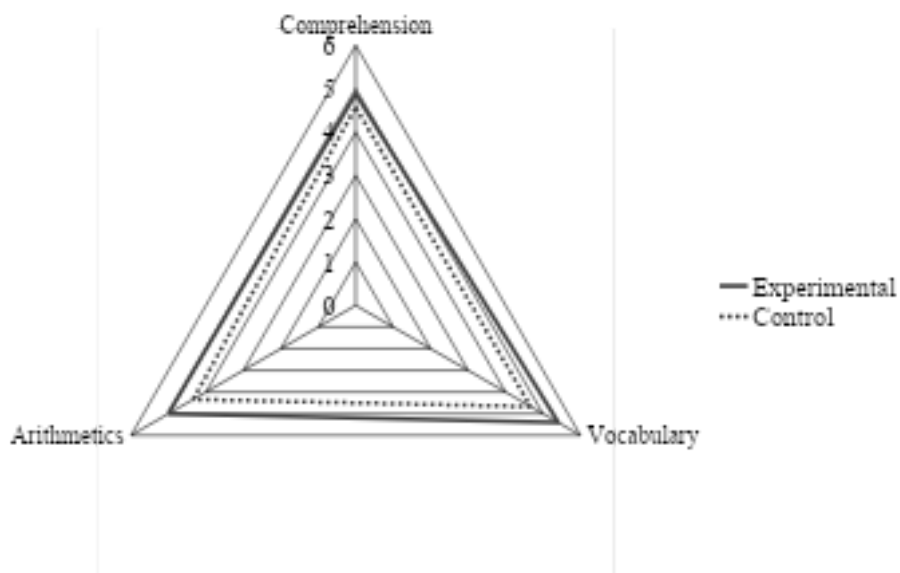 Comprehension
6
5
4
3
2
1
0
Experimental
Control
Arithmetics
Vocabulary